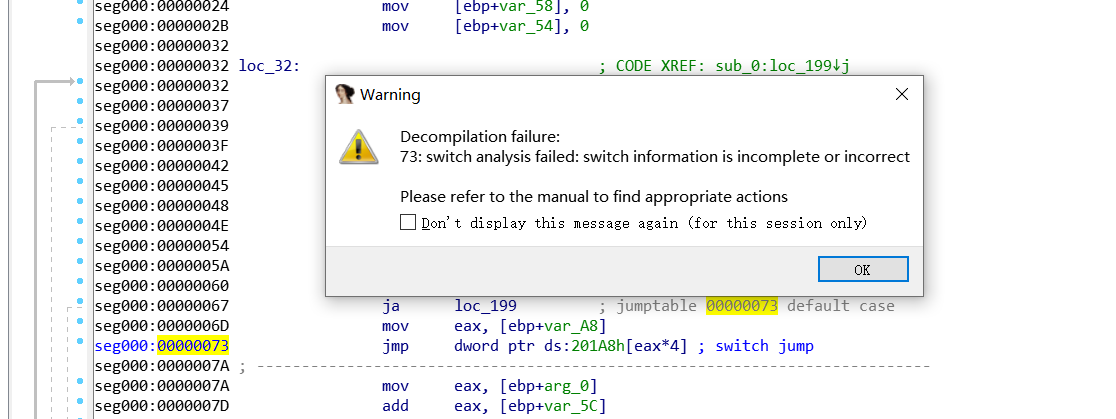 seg000:00000024 mov [ebp+var_58], 0
seg000:0000002B mov [ebp+var_54], 0
seg000:00000032
seg000:00000032 loc_32: ; CODE XREF: sub_0:loc_199↓j
seg000:00000032
seg000:00000037
seg000:00000039
seg000:0000003F
seg000:00000042
seg000:00000045
seg000:00000048
seg000:0000004E
seg000:00000054
seg000:0000005A
seg000:00000060
Warning
Decompilation failure:
73: switch analysis failed: switch information is incomplete or incorrect
Please refer to the manual to find appropriate actions
Don't display this message again (for this session only)
OK
seg000:00000067 ja loc_199 ; jumptable 00000073 default case
seg000:0000006D mov eax, [ebp+var_A8]
seg000:00000073 jmp dword ptr ds:201A8h[eax*4] ; switch jump
seg000:0000007A ; ---------------------------------------------------------------------------
seg000:0000007A mov eax, [ebp+arg_0]
seg000:0000007D add eax, [ebp+var_5C]